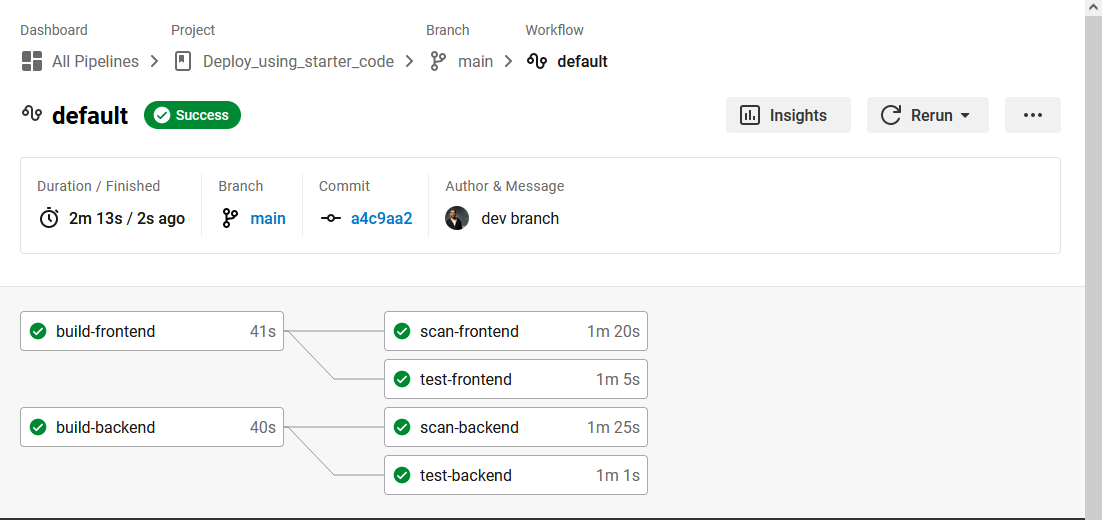 Dashboard Project Branch Workflow
All Pipelines Deploy_using_starter_code main default
default Success Insights Rerun
Duration / Finished Branch Commit Author & Message
2m 13s / 2s ago main a4c9aa2 dev branch
build-frontend 41s scan-frontend 1m 20s
test-frontend 1m 5s
build-backend 40s scan-backend 1m 25s
test-backend 1m 1s